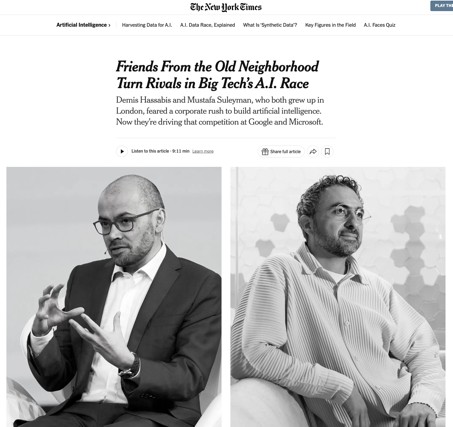 The New York Times
PLAY THE
Artificial Intelligence ›
Harvesting Data for A.I.
A.I. Data Race, Explained
What Is 'Synthetic Data'?
Key Figures in the Field
A.I. Faces Quiz
Friends From the Old Neighborhood
Turn Rivals in Big Tech's A.I. Race
Demis Hassabis and Mustafa Suleyman, who both grew up in
London, feared a corporate rush to build artificial intelligence.
Now they're driving that competition at Google and Microsoft.
Listen to this article · 9:11 min Learn more
Share full article